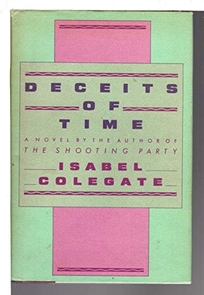 DECEITS
OF
TIME
A NOVEL BY THE AUTHOR OF
THE SHOOTING PARTY
ISABEL
COLEGATE